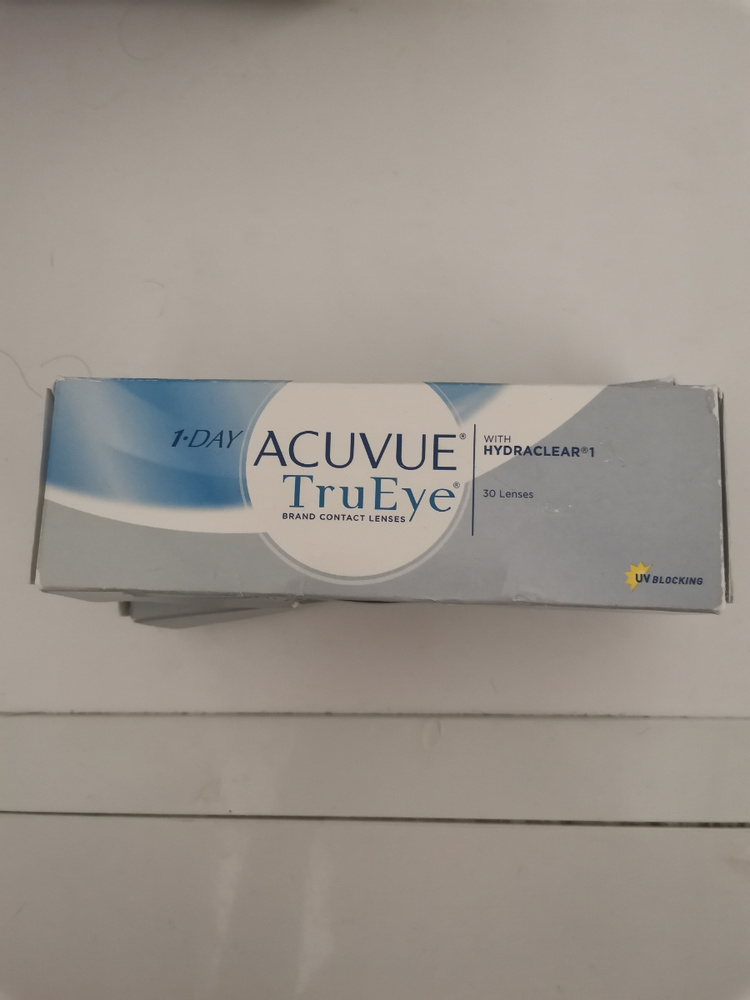 1·DAY ACUVUE®
TruEye®
BRAND CONTACT LENSES
WITH
HYDRACLEAR®1
30 Lenses
UV BLOCKING